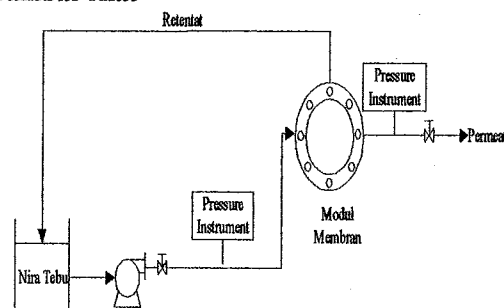 Retentat
Pressure
Instrument
Permeat
Modul
Membran
Pressure
Instrument
Nira Tebu